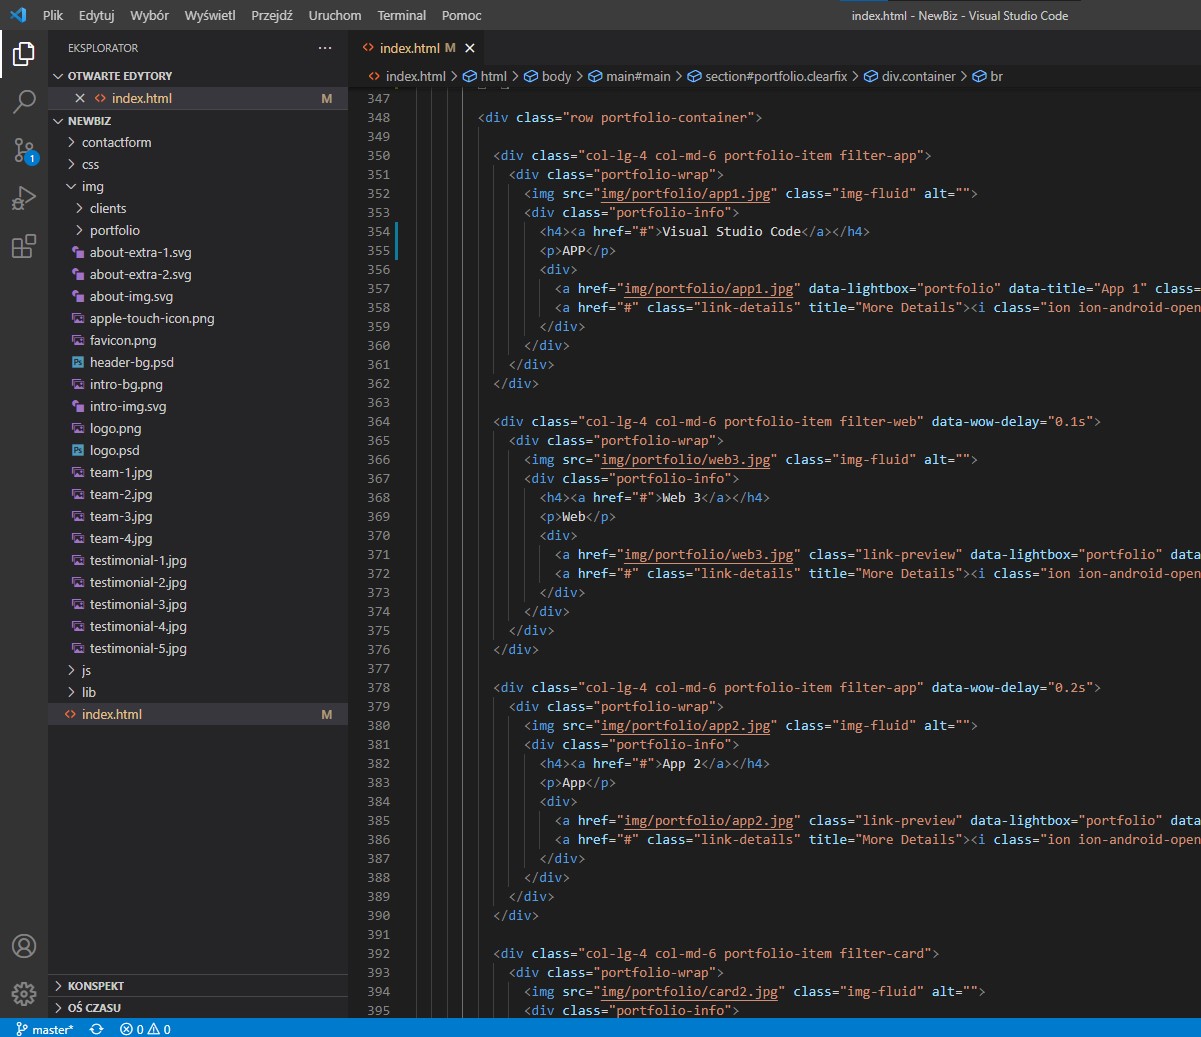 Plik Edytuj Wybór Wyświetl Przejdź Uruchom Terminal Pomoc index.html - NewBiz - Visual Studio Code
EKSPLORATOR ···
OTWARTE EDYTORY
index.html M
NEWBIZ
contactform
css
img
clients
portfolio
about-extra-1.svg
about-extra-2.svg
about-img.svg
apple-touch-icon.png
favicon.png
Ps header-bg.psd
intro-bg.png
intro-img.svg
logo.png
Ps logo.psd
team-1.jpg
team-2.jpg
team-3.jpg
team-4.jpg
testimonial-1.jpg
testimonial-2.jpg
testimonial-3.jpg
testimonial-4.jpg
testimonial-5.jpg
js
lib
index.html M
KONSPEKT
OŚ CZASU
1
index.html M
index.html > html > body > main#main > section#portfolio.clearfix > div.container > br
347
348 <div class="row portfolio-container">
349
350 <div class="col-lg-4 col-md-6 portfolio-item filter-app">
351 <div class="portfolio-wrap">
352 <img src="img/portfolio/app1.jpg" class="img-fluid" alt="">
353 <div class="portfolio-info">
354 <h4><a href="#">Visual Studio Code</a></h4>
355 <p>APP</p>
356 <div>
357 <a href="img/portfolio/app1.jpg" data-lightbox="portfolio" data-title="App 1" class=
358 <a href="#" class="link-details" title="More Details"><i class="ion ion-android-open
359 </div>
360 </div>
361 </div>
362 </div>
363
364 <div class="col-lg-4 col-md-6 portfolio-item filter-web" data-wow-delay="0.1s">
365 <div class="portfolio-wrap">
366 <img src="img/portfolio/web3.jpg" class="img-fluid" alt="">
367 <div class="portfolio-info">
368 <h4><a href="#">Web 3</a></h4>
369 <p>Web</p>
370 <div>
371 <a href="img/portfolio/web3.jpg" class="link-preview" data-lightbox="portfolio" data
372 <a href="#" class="link-details" title="More Details"><i class="ion ion-android-open
373 </div>
374 </div>
375 </div>
376 </div>
377
378 <div class="col-lg-4 col-md-6 portfolio-item filter-app" data-wow-delay="0.2s">
379 <div class="portfolio-wrap">
380 <img src="img/portfolio/app2.jpg" class="img-fluid" alt="">
381 <div class="portfolio-info">
382 <h4><a href="#">App 2</a></h4>
383 <p>App</p>
384 <div>
385 <a href="img/portfolio/app2.jpg" class="link-preview" data-lightbox="portfolio" data
386 <a href="#" class="link-details" title="More Details"><i class="ion ion-android-open
387 </div>
388 </div>
389 </div>
390 </div>
391
392 <div class="col-lg-4 col-md-6 portfolio-item filter-card">
393 <div class="portfolio-wrap">
394 <img src="img/portfolio/card2.jpg" class="img-fluid" alt="">
395 <div class="portfolio-info">
master* 0 0